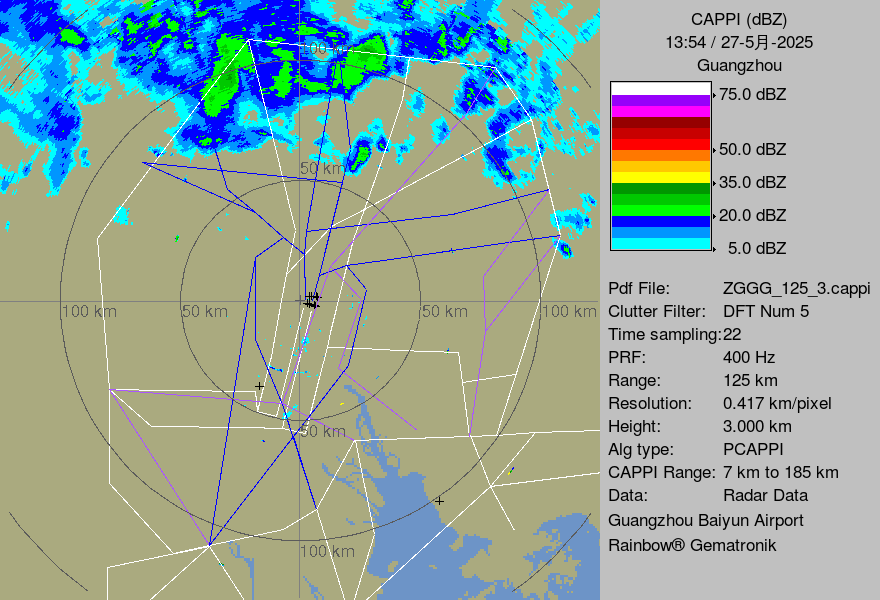 CAPPI (dBZ)
13:54 / 27-5月-2025
Guangzhou
75.0 dBZ
50.0 dBZ
35.0 dBZ
20.0 dBZ
5.0 dBZ
Pdf File: ZGGG_125_3.cappi
Clutter Filter: DFT Num 5
Time sampling:22
PRF: 400 Hz
Range: 125 km
Resolution: 0.417 km/pixel
Height: 3.000 km
Alg type: PCAPPI
CAPPI Range: 7 km to 185 km
Data: Radar Data
Guangzhou Baiyun Airport
Rainbow® Gematronik
100 km
50 km
100 km
50 km
50 km
100 km
50 km
100 km